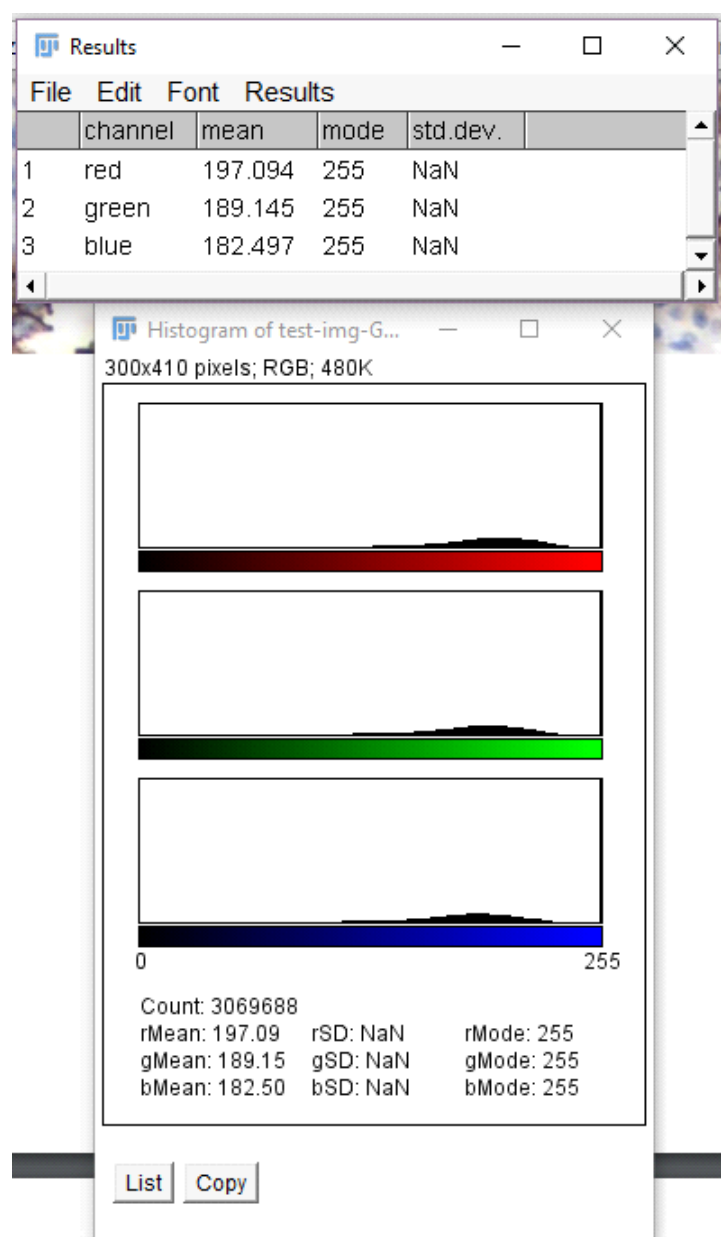 Results
File Edit Font Results
channel mean mode std.dev.
1 red 197.094 255 NaN
2 green 189.145 255 NaN
3 blue 182.497 255 NaN
Histogram of test-img-G...
300x410 pixels; RGB; 480K
0 255
Count: 3069688
rMean: 197.09 rSD: NaN rMode: 255
gMean: 189.15 gSD: NaN gMode: 255
bMean: 182.50 bSD: NaN bMode: 255
List Copy